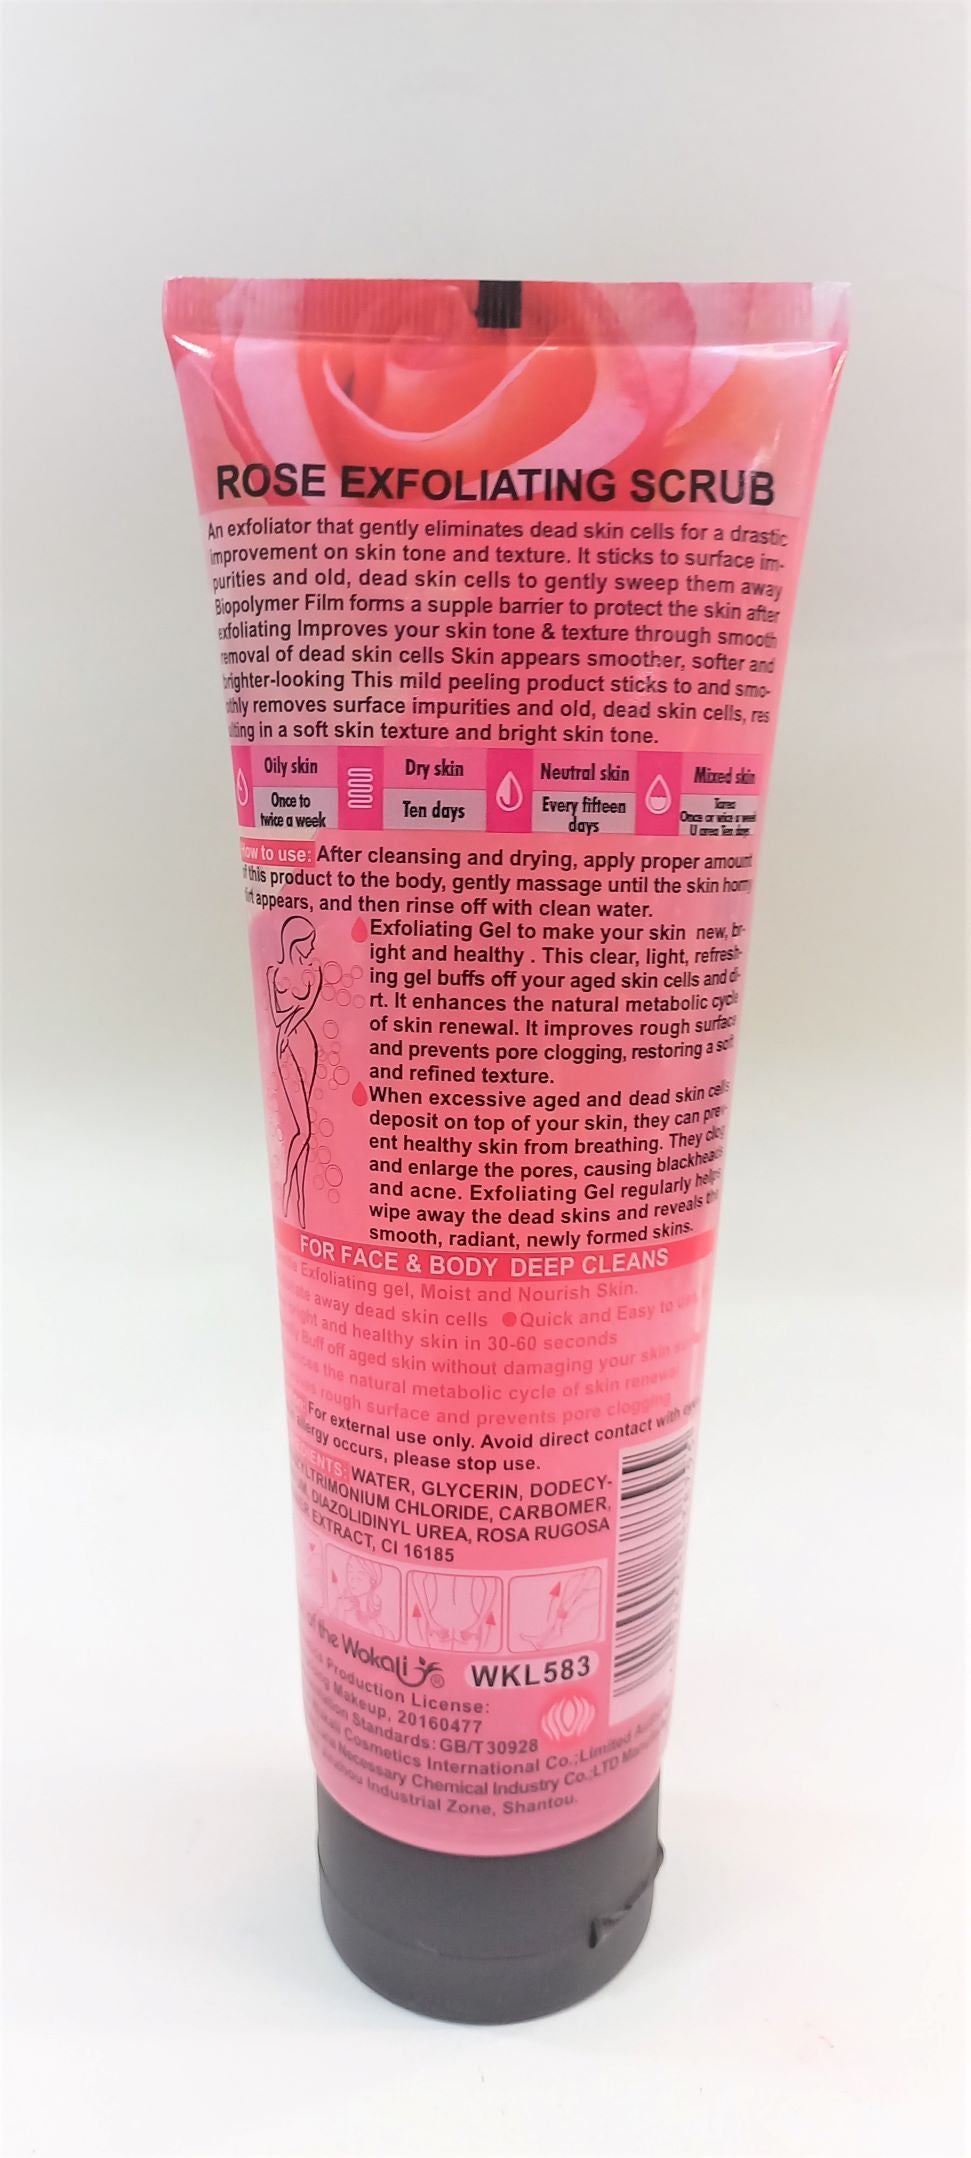 ROSE EXFOLIATING SCRUB
An exfoliator that gently eliminates dead skin cells for a drastic
improvement on skin tone and texture. It sticks to surface im-
purities and old, dead skin cells to gently sweep them away
Biopolymer Film forms a supple barrier to protect the skin after
exfoliating Improves your skin tone & texture through smooth
removal of dead skin cells Skin appears smoother, softer and
brighter-looking This mild peeling product sticks to and smo-
othly removes surface impurities and old, dead skin cells, res
ulting in a soft skin texture and bright skin tone.
Oily skin Dry skin Neutral skin Mixed skin
Once to
twice a week
Ten days
Every fifteen
days
How to use: After cleansing and drying, apply proper amount
this product to the body, gently massage until the skin horny
appears, and then rinse off with clean water.
Exfoliating Gel to make your skin new, br-
ight and healthy . This clear, light, refresh-
ing gel buffs off your aged skin cells and di-
rt. It enhances the natural metabolic cycle
of skin renewal. It improves rough surface
and prevents pore clogging, restoring a soft
and refined texture.
When excessive aged and dead skin cells
deposit on top of your skin, they can prev-
ent healthy skin from breathing. They clog
and enlarge the pores, causing blackheads
and acne. Exfoliating Gel regularly helps
wipe away the dead skins and reveals the
smooth, radiant, newly formed skins.
FOR FACE & BODY DEEP CLEANS
Exfoliating gel, Moist and Nourish Skin.
away dead skin cells ●Quick and Easy to use
and healthy skin in 30-60 seconds
Buff off aged skin without damaging your skin
the natural metabolic cycle of skin renewal
rough surface and prevents pore clogging
For external use only. Avoid direct contact with
allergy occurs, please stop use.
WATER, GLYCERIN, DODECY-
TRIMONIUM CHLORIDE, CARBOMER,
DIAZOLIDINYL UREA, ROSA RUGOSA
EXTRACT, CI 16185
of the Wokali ®
WKL583
Production License:
Makeup, 20160477
Standards: GB/T 30928
Cosmetics International Co.;Limited
Necessary Chemical Industry Co.;LTD
Industrial Zone, Shantou.